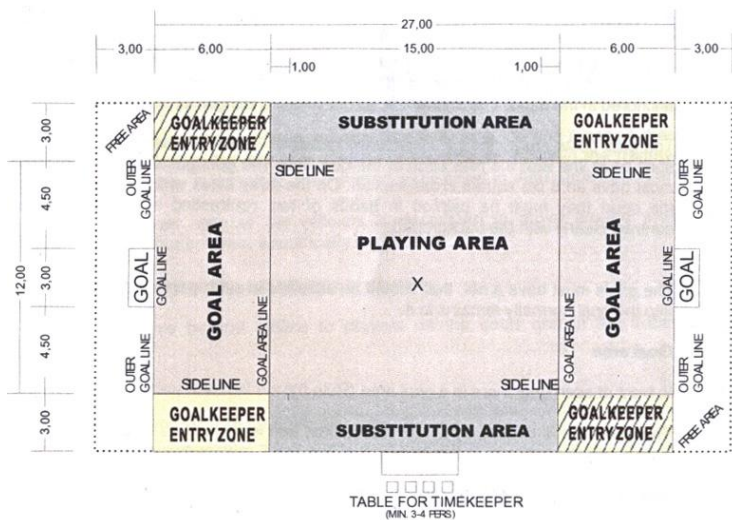 27,00
3,00 6,00 15,00 6,00 3,00
1,00 1,00
3,00
4,50
3,00
4,50
3,00
12,00
FREE AREA
GOALKEEPER
ENTRY ZONE
SUBSTITUTION AREA
GOALKEEPER
ENTRY ZONE
OUTER
GOAL LINE
SIDE LINE
SIDE LINE
OUTER
GOAL LINE
PLAYING AREA
X
GOAL
GOAL LINE
GOAL AREA
GOAL AREA LINE
GOAL AREA LINE
GOAL AREA
GOAL LINE
GOAL
OUTER
GOAL LINE
SIDE LINE
SIDE LINE
OUTER
GOAL LINE
GOALKEEPER
ENTRY ZONE
SUBSTITUTION AREA
GOALKEEPER
ENTRY ZONE
FREE AREA
TABLE FOR TIMEKEEPER
(MIN. 3-4 PERS)